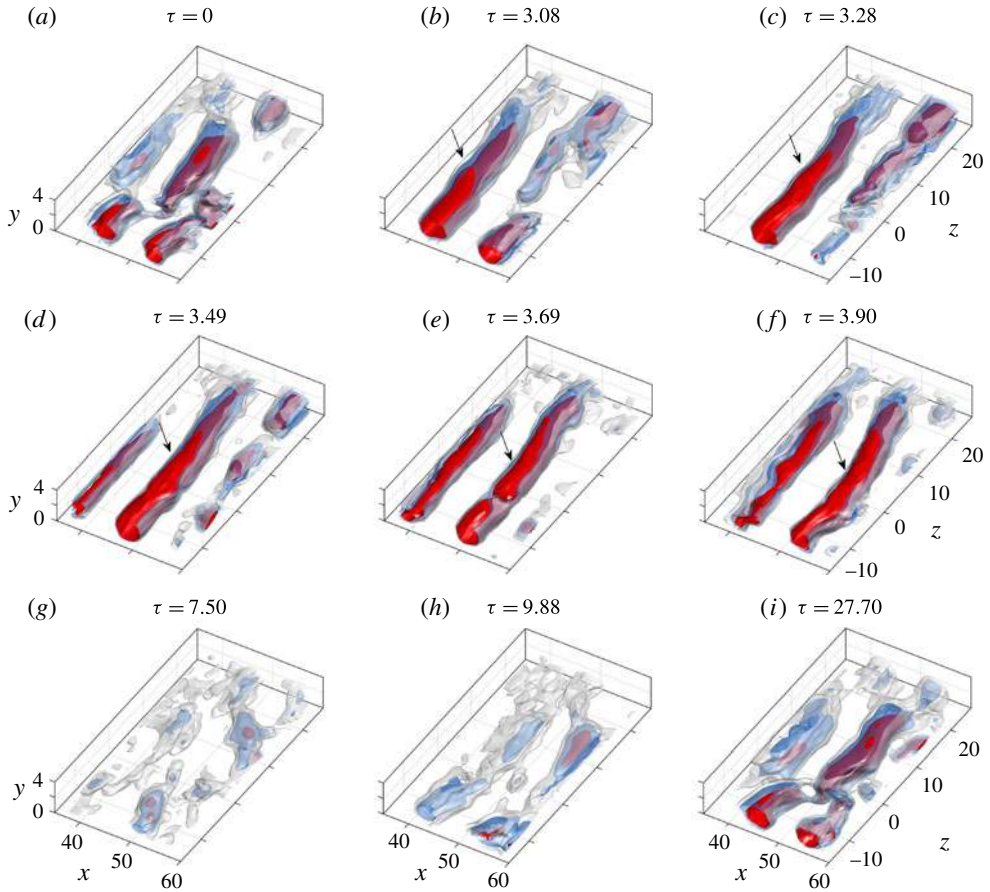 (a) τ = 0
(b) τ = 3.08
(c) τ = 3.28
4
y
0
20
10
0
z
–10
(d) τ = 3.49
(e) τ = 3.69
(f) τ = 3.90
4
y
0
20
10
0
z
–10
(g) τ = 7.50
(h) τ = 9.88
(i) τ = 27.70
4
y
0
40
50
60
x
40
50
60
x
40
50
60
x
20
10
0
–10
z